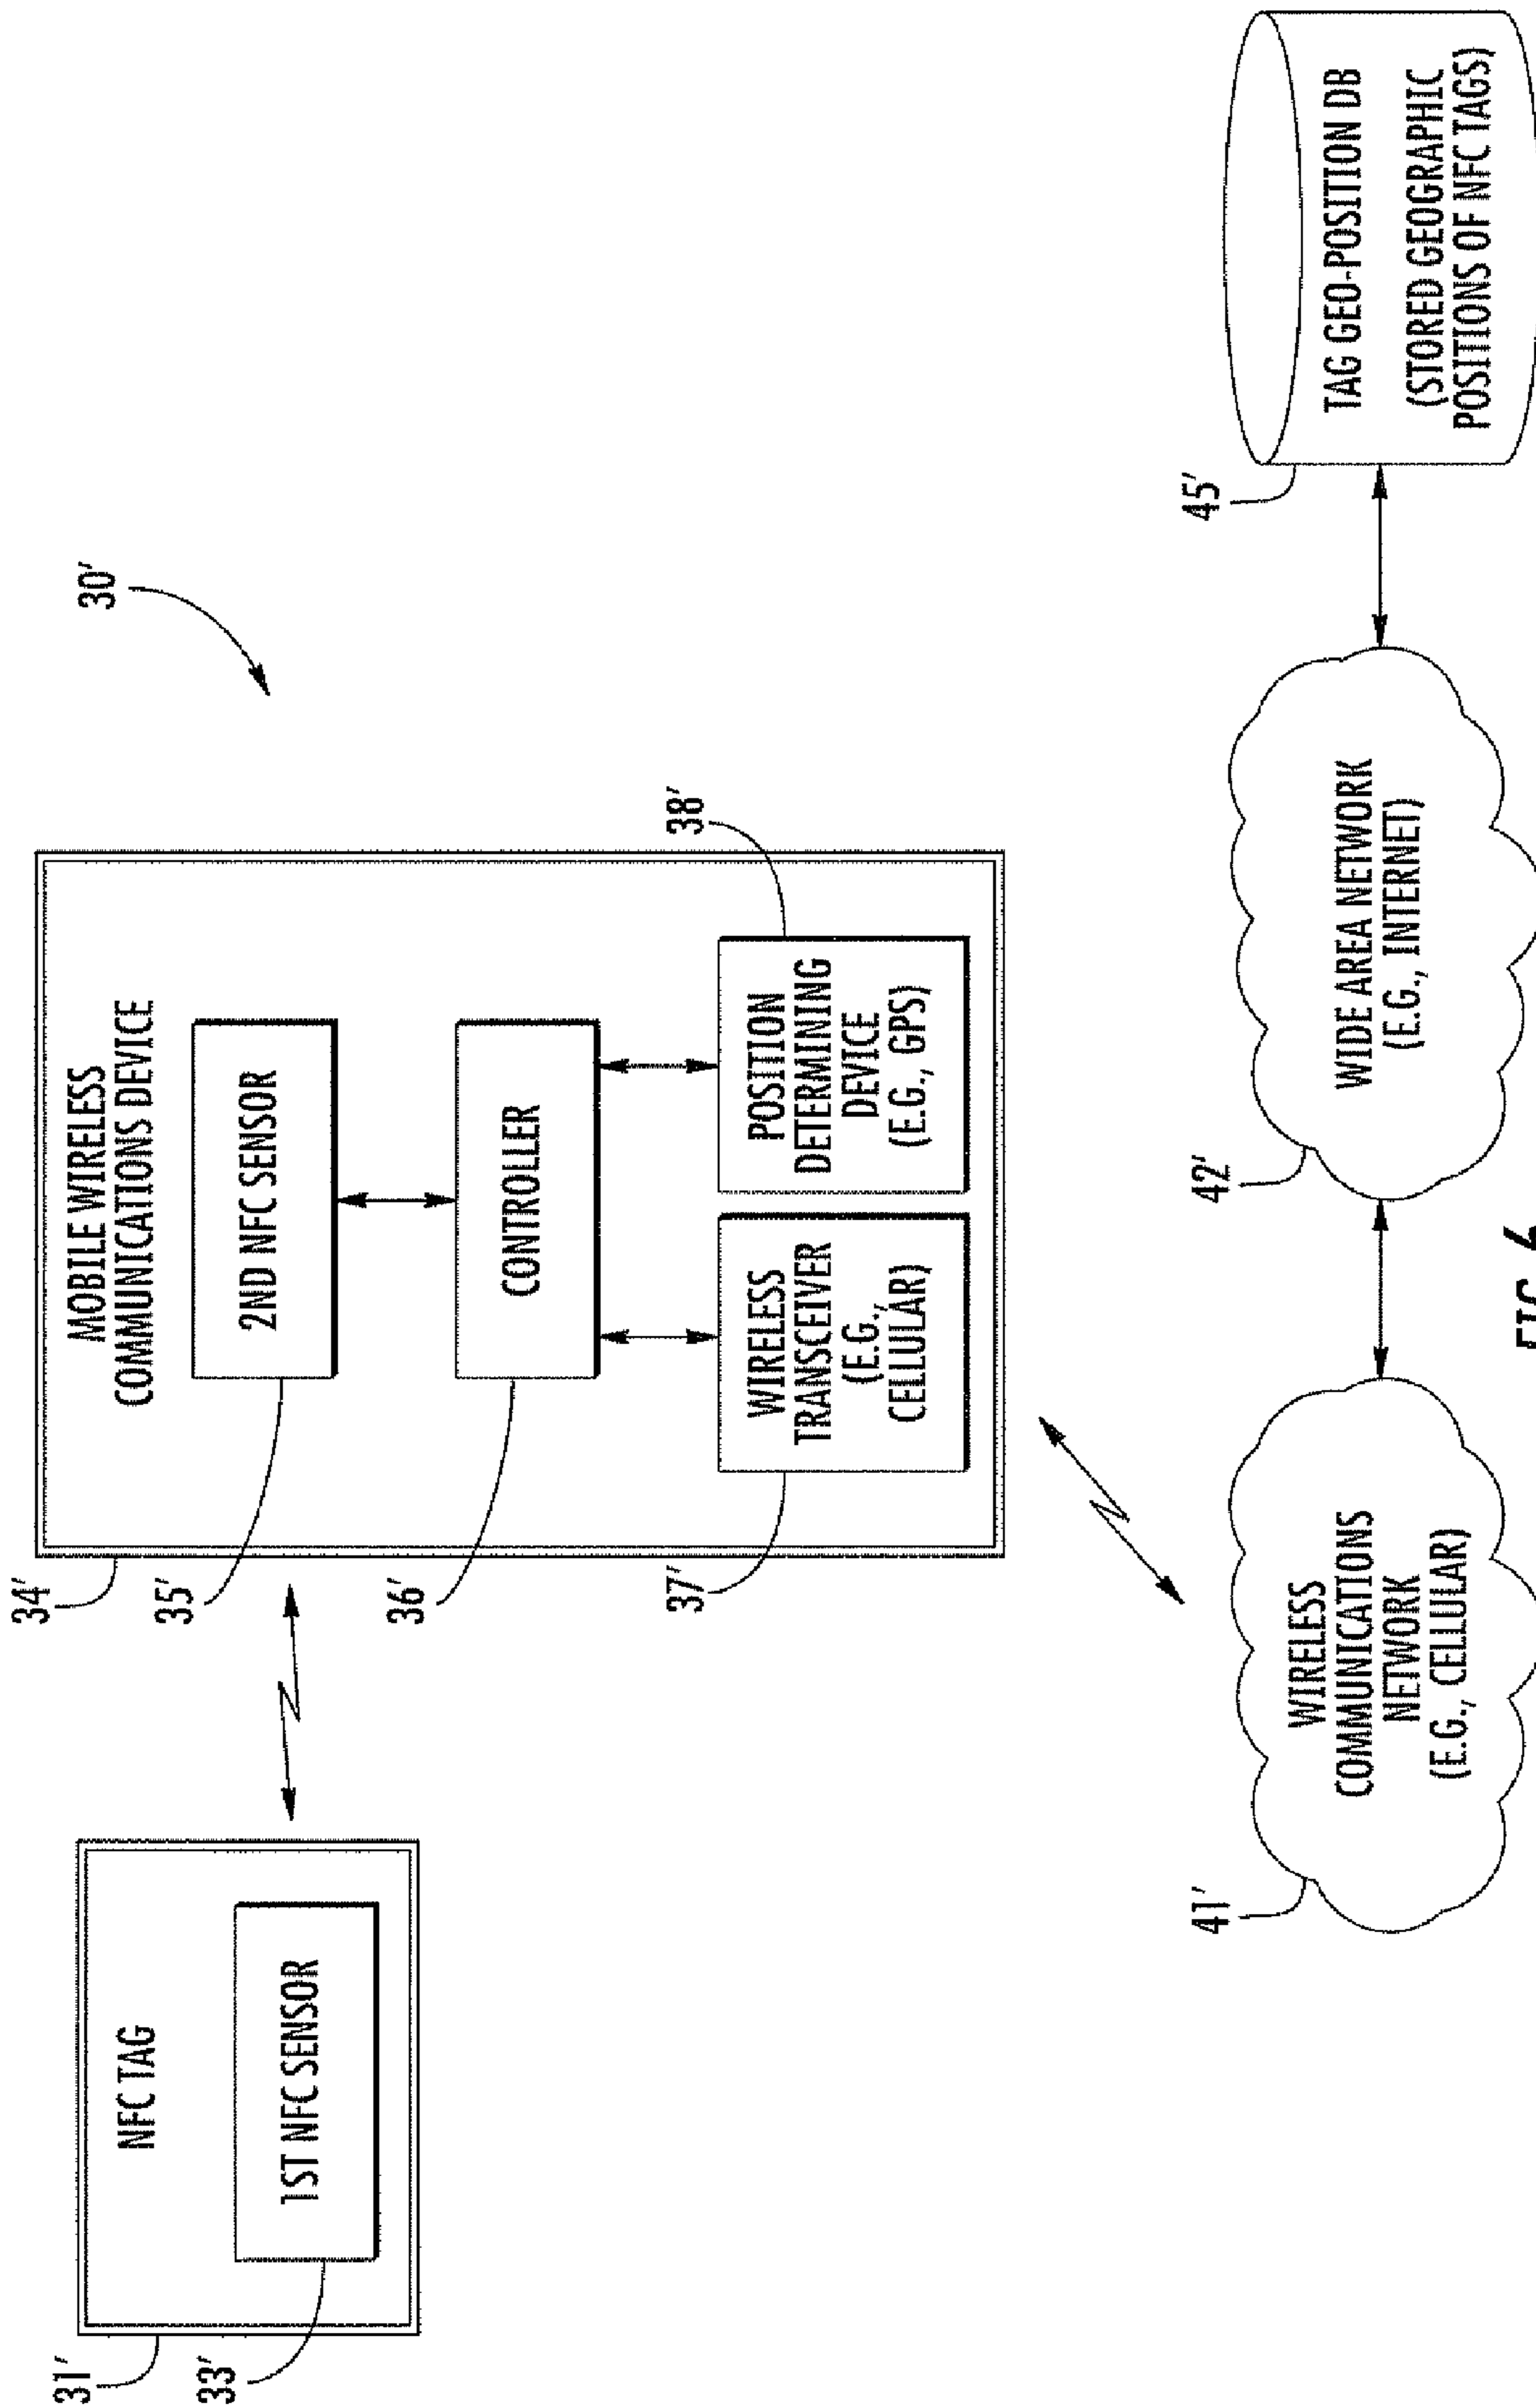 30'
31'
NFC TAG
33'
1ST NFC SENSOR
34'
MOBILE WIRELESS
COMMUNICATIONS DEVICE
35'
2ND NFC SENSOR
36'
CONTROLLER
37'
WIRELESS
TRANSCEIVER
(E.G.,
CELLULAR)
38'
POSITION
DETERMINING
DEVICE
(E.G., GPS)
41'
WIRELESS
COMMUNICATIONS
NETWORK
(E.G., CELLULAR)
42'
WIDE AREA NETWORK
(E.G., INTERNET)
45'
TAG GEO-POSITION DB
(STORED GEOGRAPHIC
POSITIONS OF NFC TAGS)